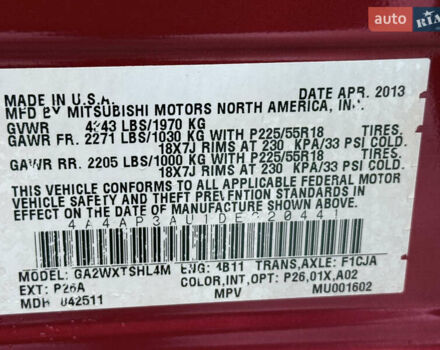 auto RIA
MADE IN U.S.A. DATE APR. 2013
MFD BY MITSUBISHI MOTORS NORTH AMERICA, INC.
GVWR 4343 LBS/1970 KG
GAWR FR. 2271 LBS/1030 KG WITH P225/55R18 TIRES,
18X7J RIMS AT 230 KPA/33 PSI COLD.
GAWR RR. 2205 LBS/1000 KG WITH P225/55R18 TIRES,
18X7J RIMS AT 230 KPA/33 PSI COLD.
THIS VEHICLE CONFORMS TO ALL APPLICABLE FEDERAL MOTOR
VEHICLE SAFETY AND BUMPER STANDARDS IN
EFFECT ON THE DATE OF MANUFACTURE SHOWN ABOVE.
4A4AP3AU1DE020441
MODEL: GA2WXTSHL4M ENG: 4B11 TRANS,AXLE: F1CJA
EXT: P26A COLOR,INT,OPT: P26,01X,A02
MDH 042511 MPV MU001602